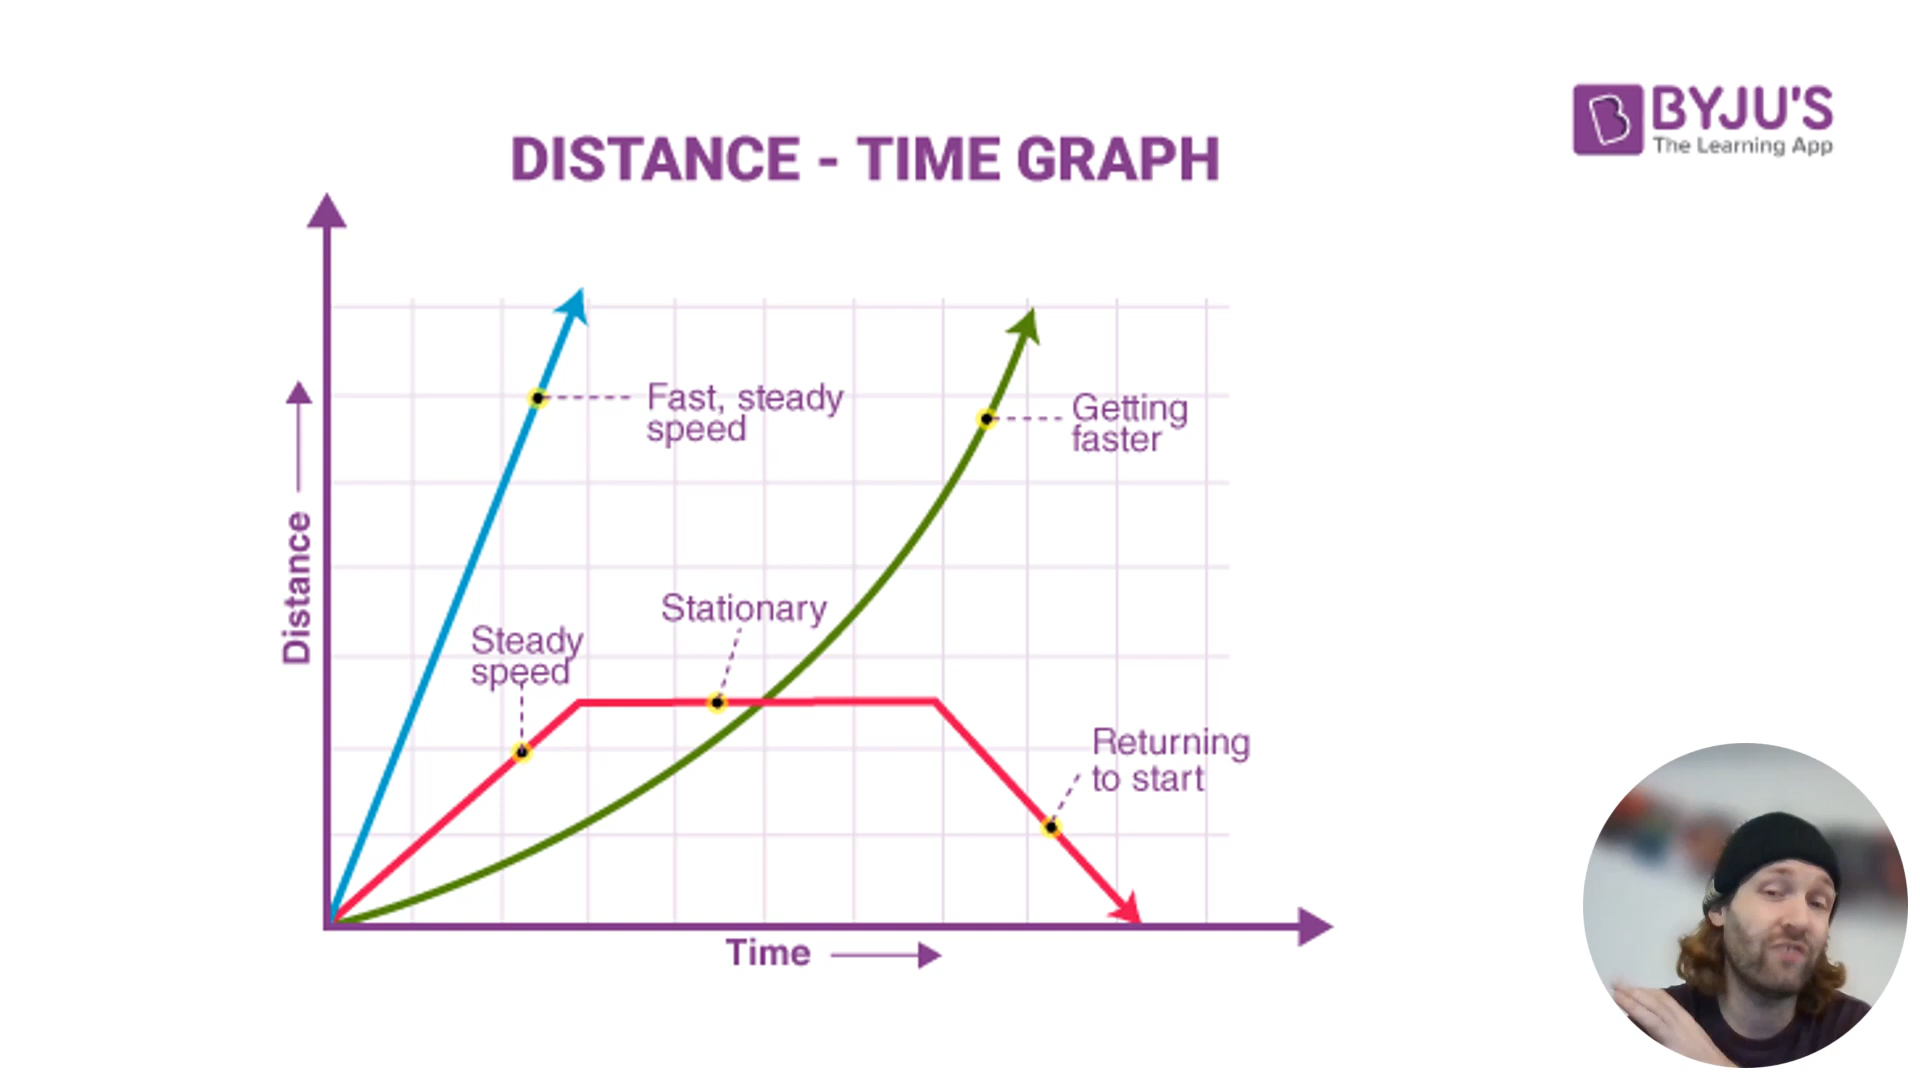 BYJU'S
The Learning App
DISTANCE - TIME GRAPH
Fast, steady
speed
Getting
faster
Stationary
Steady
speed
Returning
to start
Distance
Time